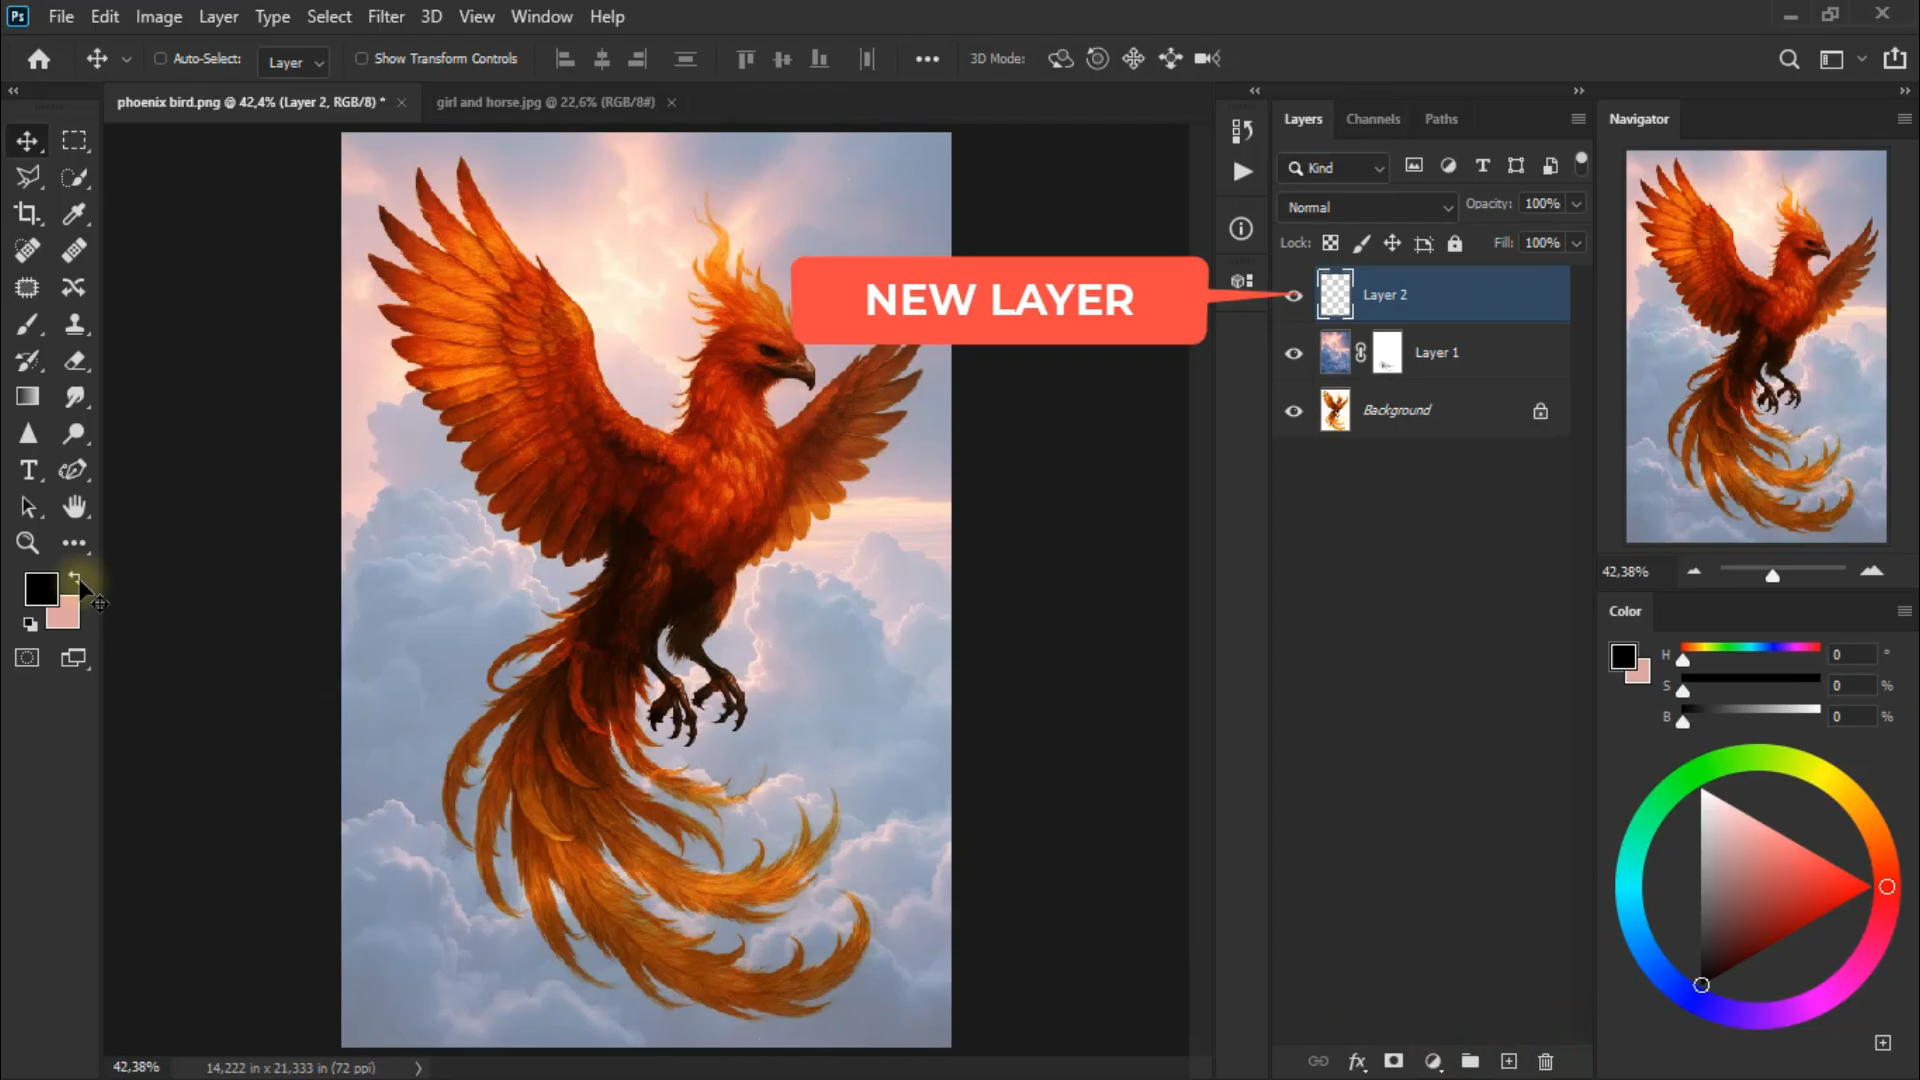 Ps File Edit Image Layer Type Select Filter 3D View Window Help
Auto-Select: Layer Show Transform Controls 3D Mode:
phoenix bird.png @ 42,4% (Layer 2, RGB/8) * girl and horse.jpg @ 22,6% (RGB/8#)
Layers Channels Paths
Navigator
Kind
Normal Opacity: 100%
Lock: Fill: 100%
NEW LAYER
Layer 2
Layer 1
Background
42,38%
Color
H 0 °
S 0 %
B 0 %
42,38% 14,222 in x 21,333 in (72 ppi)
fx